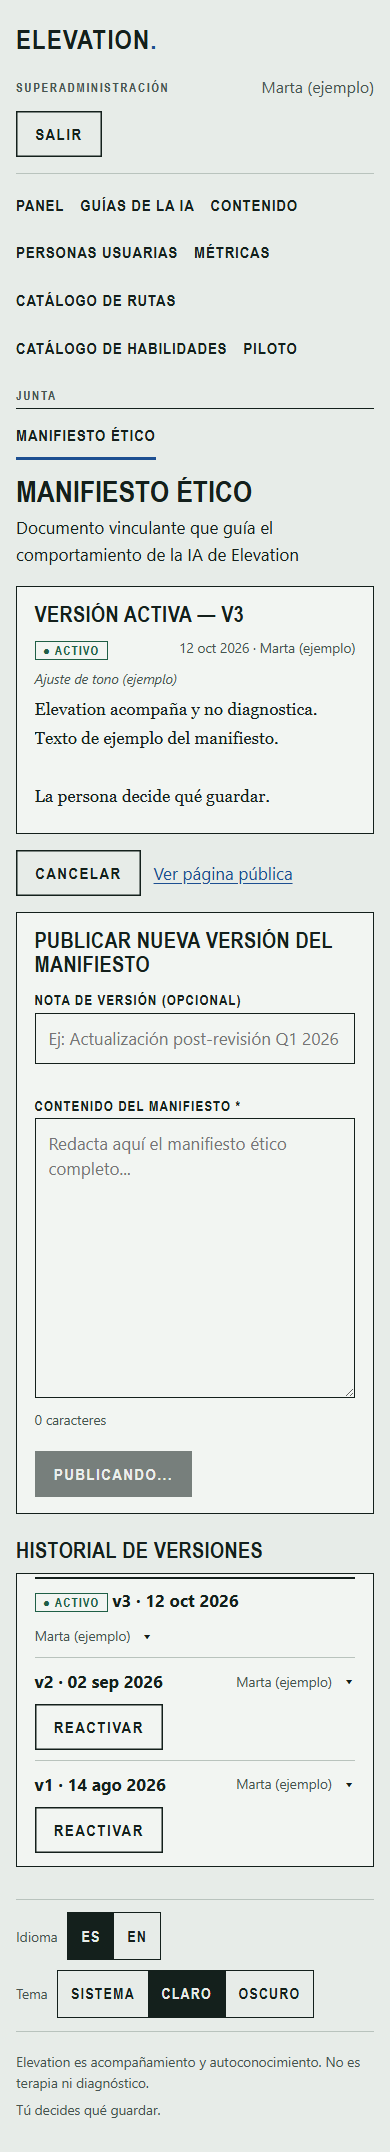 ELEVATION.
SUPERADMINISTRACIÓN
Marta (ejemplo)
SALIR
PANEL GUÍAS DE LA IA CONTENIDO
PERSONAS USUARIAS MÉTRICAS
CATÁLOGO DE RUTAS
CATÁLOGO DE HABILIDADES PILOTO
JUNTA
MANIFIESTO ÉTICO
MANIFIESTO ÉTICO
Documento vinculante que guía el
comportamiento de la IA de Elevation
VERSIÓN ACTIVA — V3
● ACTIVO 12 oct 2026 · Marta (ejemplo)
Ajuste de tono (ejemplo)
Elevation acompaña y no diagnostica.
Texto de ejemplo del manifiesto.
La persona decide qué guardar.
CANCELAR Ver página pública
PUBLICAR NUEVA VERSIÓN DEL
MANIFIESTO
NOTA DE VERSIÓN (OPCIONAL)
Ej: Actualización post-revisión Q1 2026
CONTENIDO DEL MANIFIESTO *
Redacta aquí el manifiesto ético
completo...
0 caracteres
PUBLICANDO...
HISTORIAL DE VERSIONES
● ACTIVO v3 · 12 oct 2026
Marta (ejemplo) ▾
v2 · 02 sep 2026 Marta (ejemplo) ▾
REACTIVAR
v1 · 14 ago 2026 Marta (ejemplo) ▾
REACTIVAR
Idioma ES EN
Tema SISTEMA CLARO OSCURO
Elevation es acompañamiento y autoconocimiento. No es
terapia ni diagnóstico.
Tú decides qué guardar.